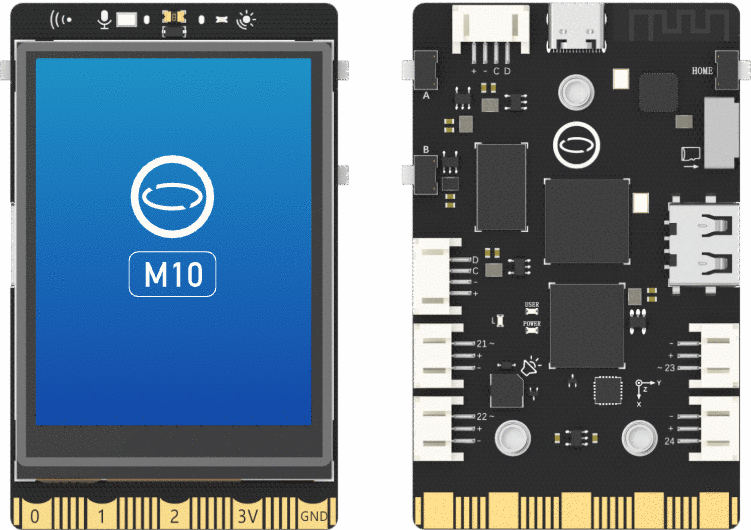 M10
0 1 2 3V GND
+ - C D
HOME
A
B
D
C
-
+
USER
L
POWER
21~
+
-
-
+
~23
Y
Z
X
22~
+
-
-
+
24